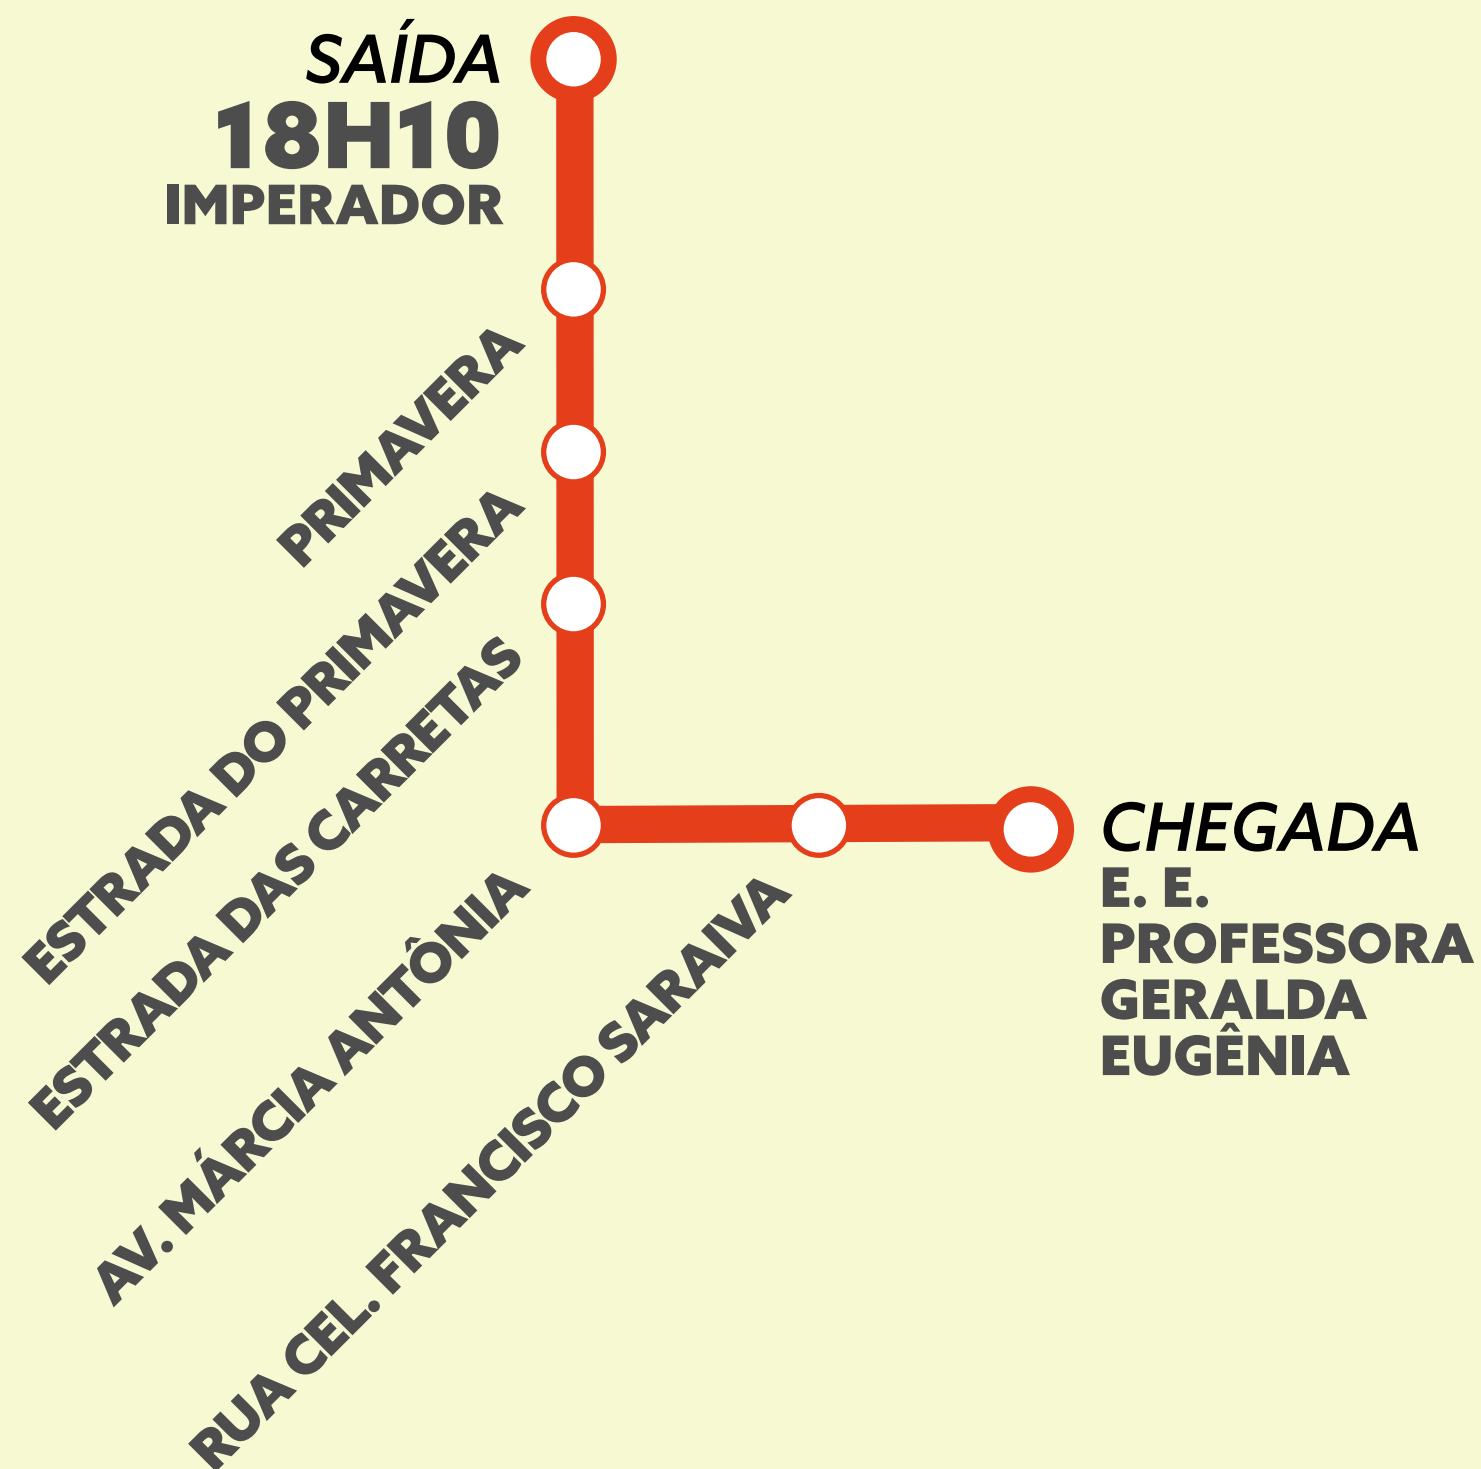 SAÍDA
18H10
IMPERADOR
PRIMAVERA
ESTRADA DO PRIMAVERA
ESTRADA DAS CARRETAS
AV. MÁRCIA ANTÔNIA
RUA CEL. FRANCISCO SARAIVA
CHEGADA
E. E.
PROFESSORA
GERALDA
EUGÊNIA